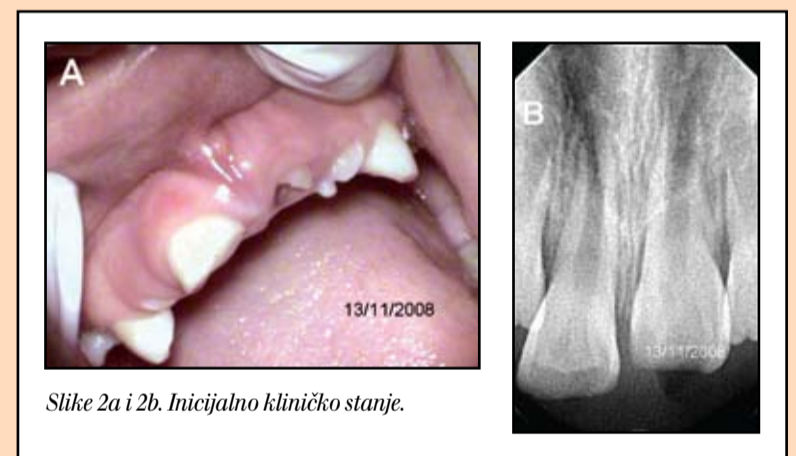 A
B
13/11/2008
13/11/2008
Slike 2a i 2b. Inicijalno kliničko stanje.